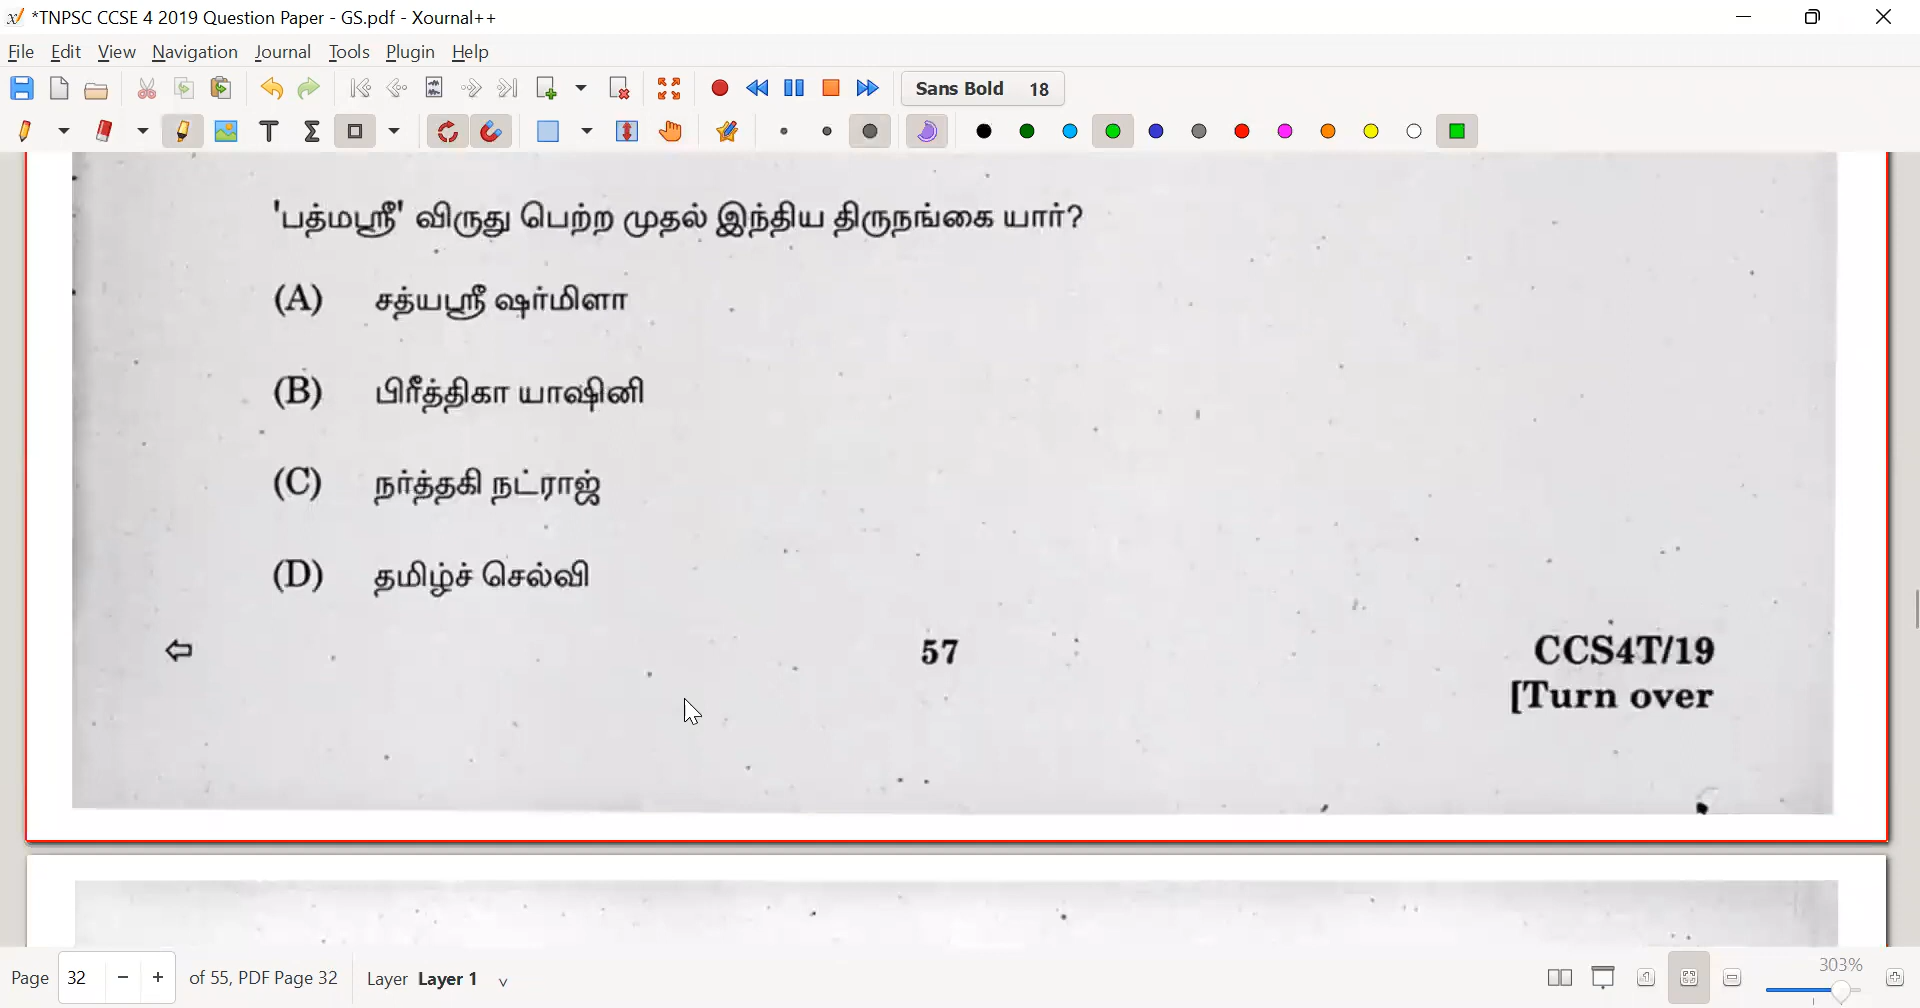 *TNPSC CCSE 4 2019 Question Paper - GS.pdf - Xournal++
File Edit View Navigation Journal Tools Plugin Help
Sans Bold 18
'பத்மஸ்ரீ' விருது பெற்ற முதல் இந்திய திருநங்கை யார்?
(A) சத்யஸ்ரீ ஷர்மிளா
(B) பிரீத்திகா யாஷினி
(C) நர்த்தகி நட்ராஜ்
(D) தமிழ்ச் செல்வி
57
CCS4T/19
[Turn over
Page 32 of 55, PDF Page 32 Layer Layer 1 303%